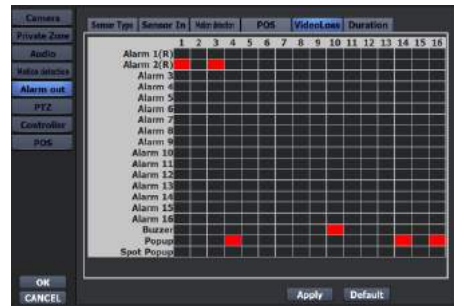 Camera
Private Zone
Audio
Motion detection
Alarm out
PTZ
Controller
POS
OK
CANCEL
Sensor Type Sensor In Motion detector POS VideoLoss Duration
1 2 3 4 5 6 7 8 9 10 11 12 13 14 15 16
Alarm 1(R)
Alarm 2(R)
Alarm 3
Alarm 4
Alarm 5
Alarm 6
Alarm 7
Alarm 8
Alarm 9
Alarm 10
Alarm 11
Alarm 12
Alarm 13
Alarm 14
Alarm 15
Alarm 16
Buzzer
Popup
Spot Popup
Apply Default